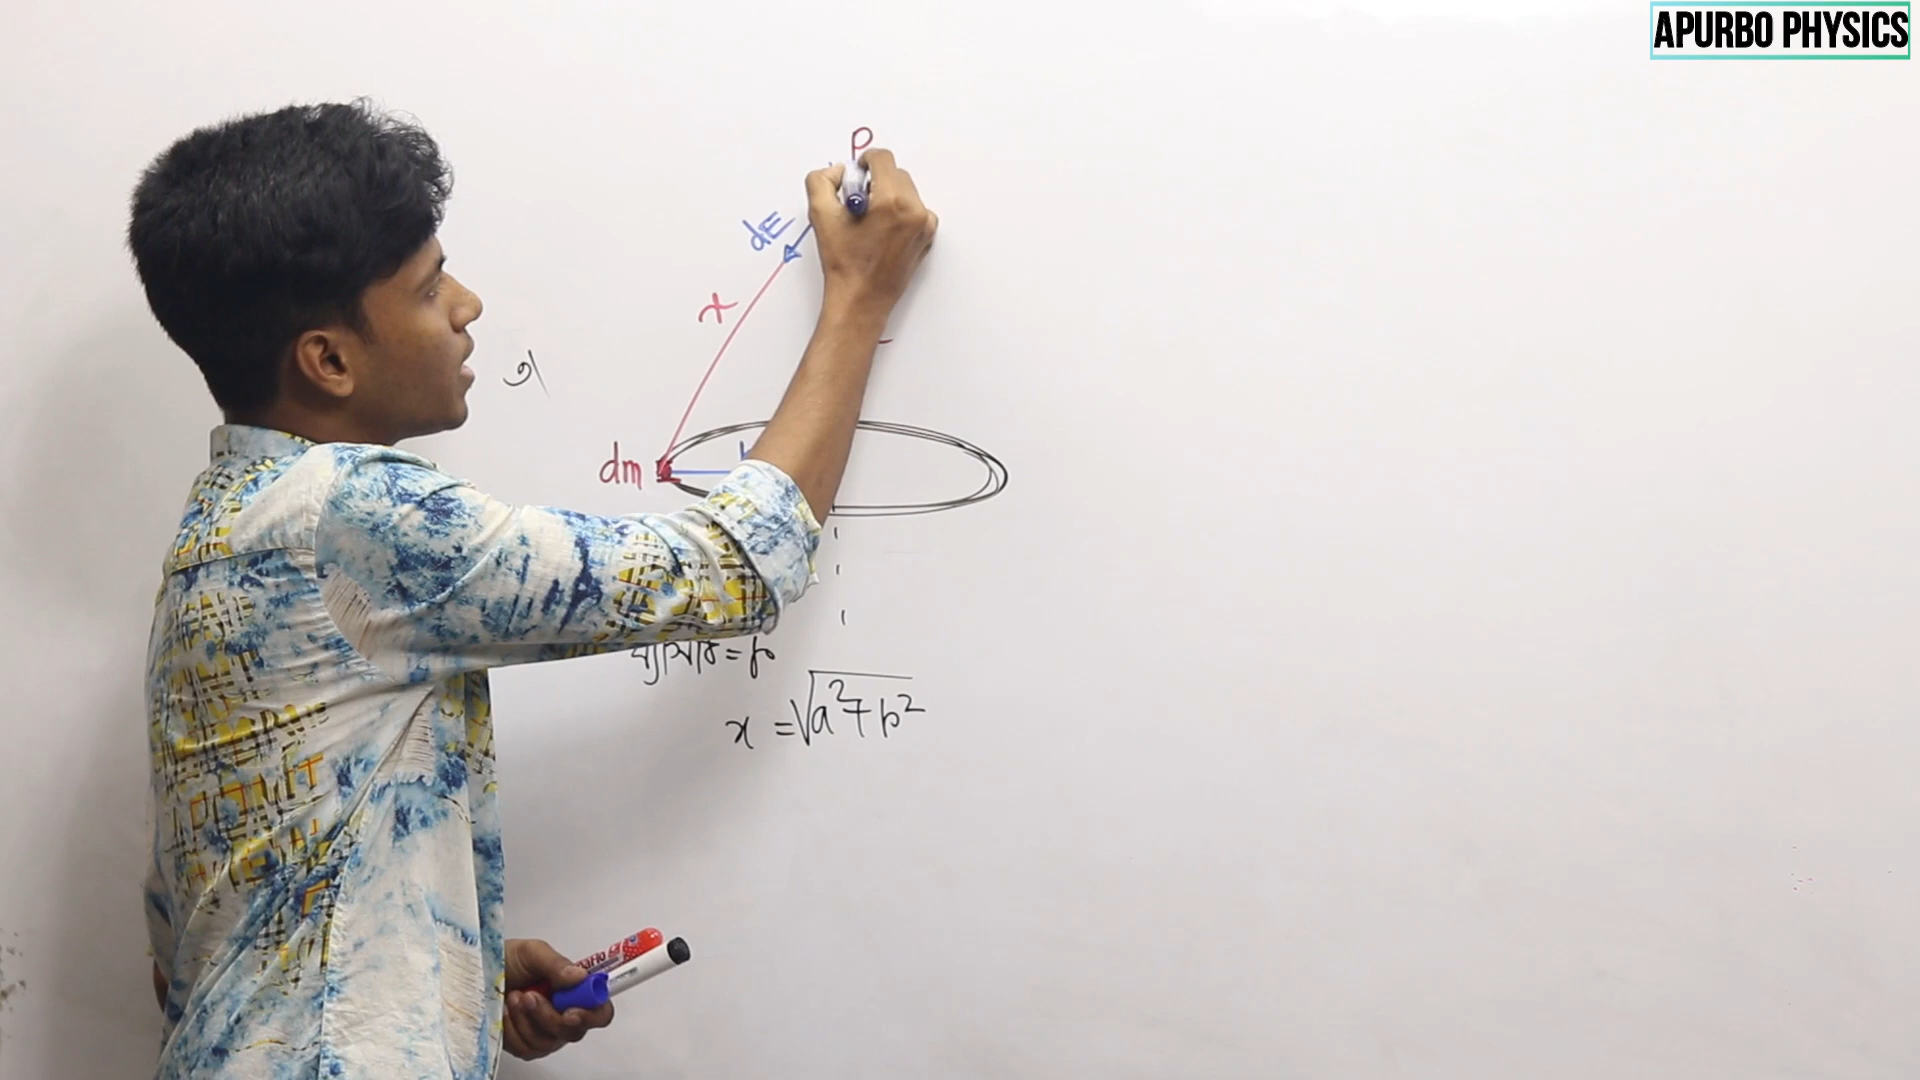 APURBO PHYSICS
P
dE
x
dm
ব্যাসার্ধ = b
x = √a²+b²